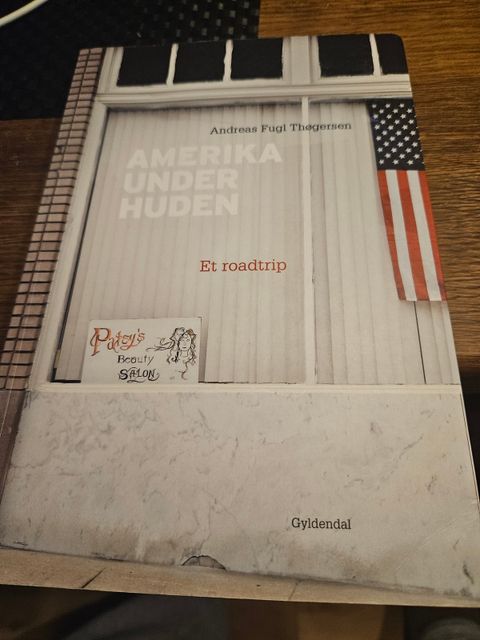 Andreas Fugl Thøgersen
AMERIKA
UNDER
HUDEN
Et roadtrip
Patsy's
Beauty
SALON
Gyldendal